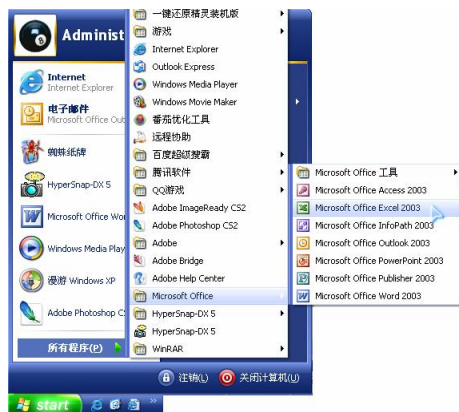 Administ
Internet
Internet Explorer
电子邮件
Microsoft Office Out
蜘蛛纸牌
HyperSnap-DX 5
Microsoft Office Wor
Windows Media Play
漫游 Windows XP
Adobe Photoshop CS
所有程序(P)
一键还原精灵装机版
游戏
Internet Explorer
Outlook Express
Windows Media Player
Windows Movie Maker
番茄优化工具
远程协助
百度超级搜霸
腾讯软件
QQ游戏
Adobe ImageReady CS2
Adobe Photoshop CS2
Adobe
Adobe Bridge
Adobe Help Center
Microsoft Office
HyperSnap-DX 5
HyperSnap-DX 5
WinRAR
Microsoft Office 工具
Microsoft Office Access 2003
Microsoft Office Excel 2003
Microsoft Office InfoPath 2003
Microsoft Office Outlook 2003
Microsoft Office PowerPoint 2003
Microsoft Office Publisher 2003
Microsoft Office Word 2003
注销(L)
关闭计算机(U)
start